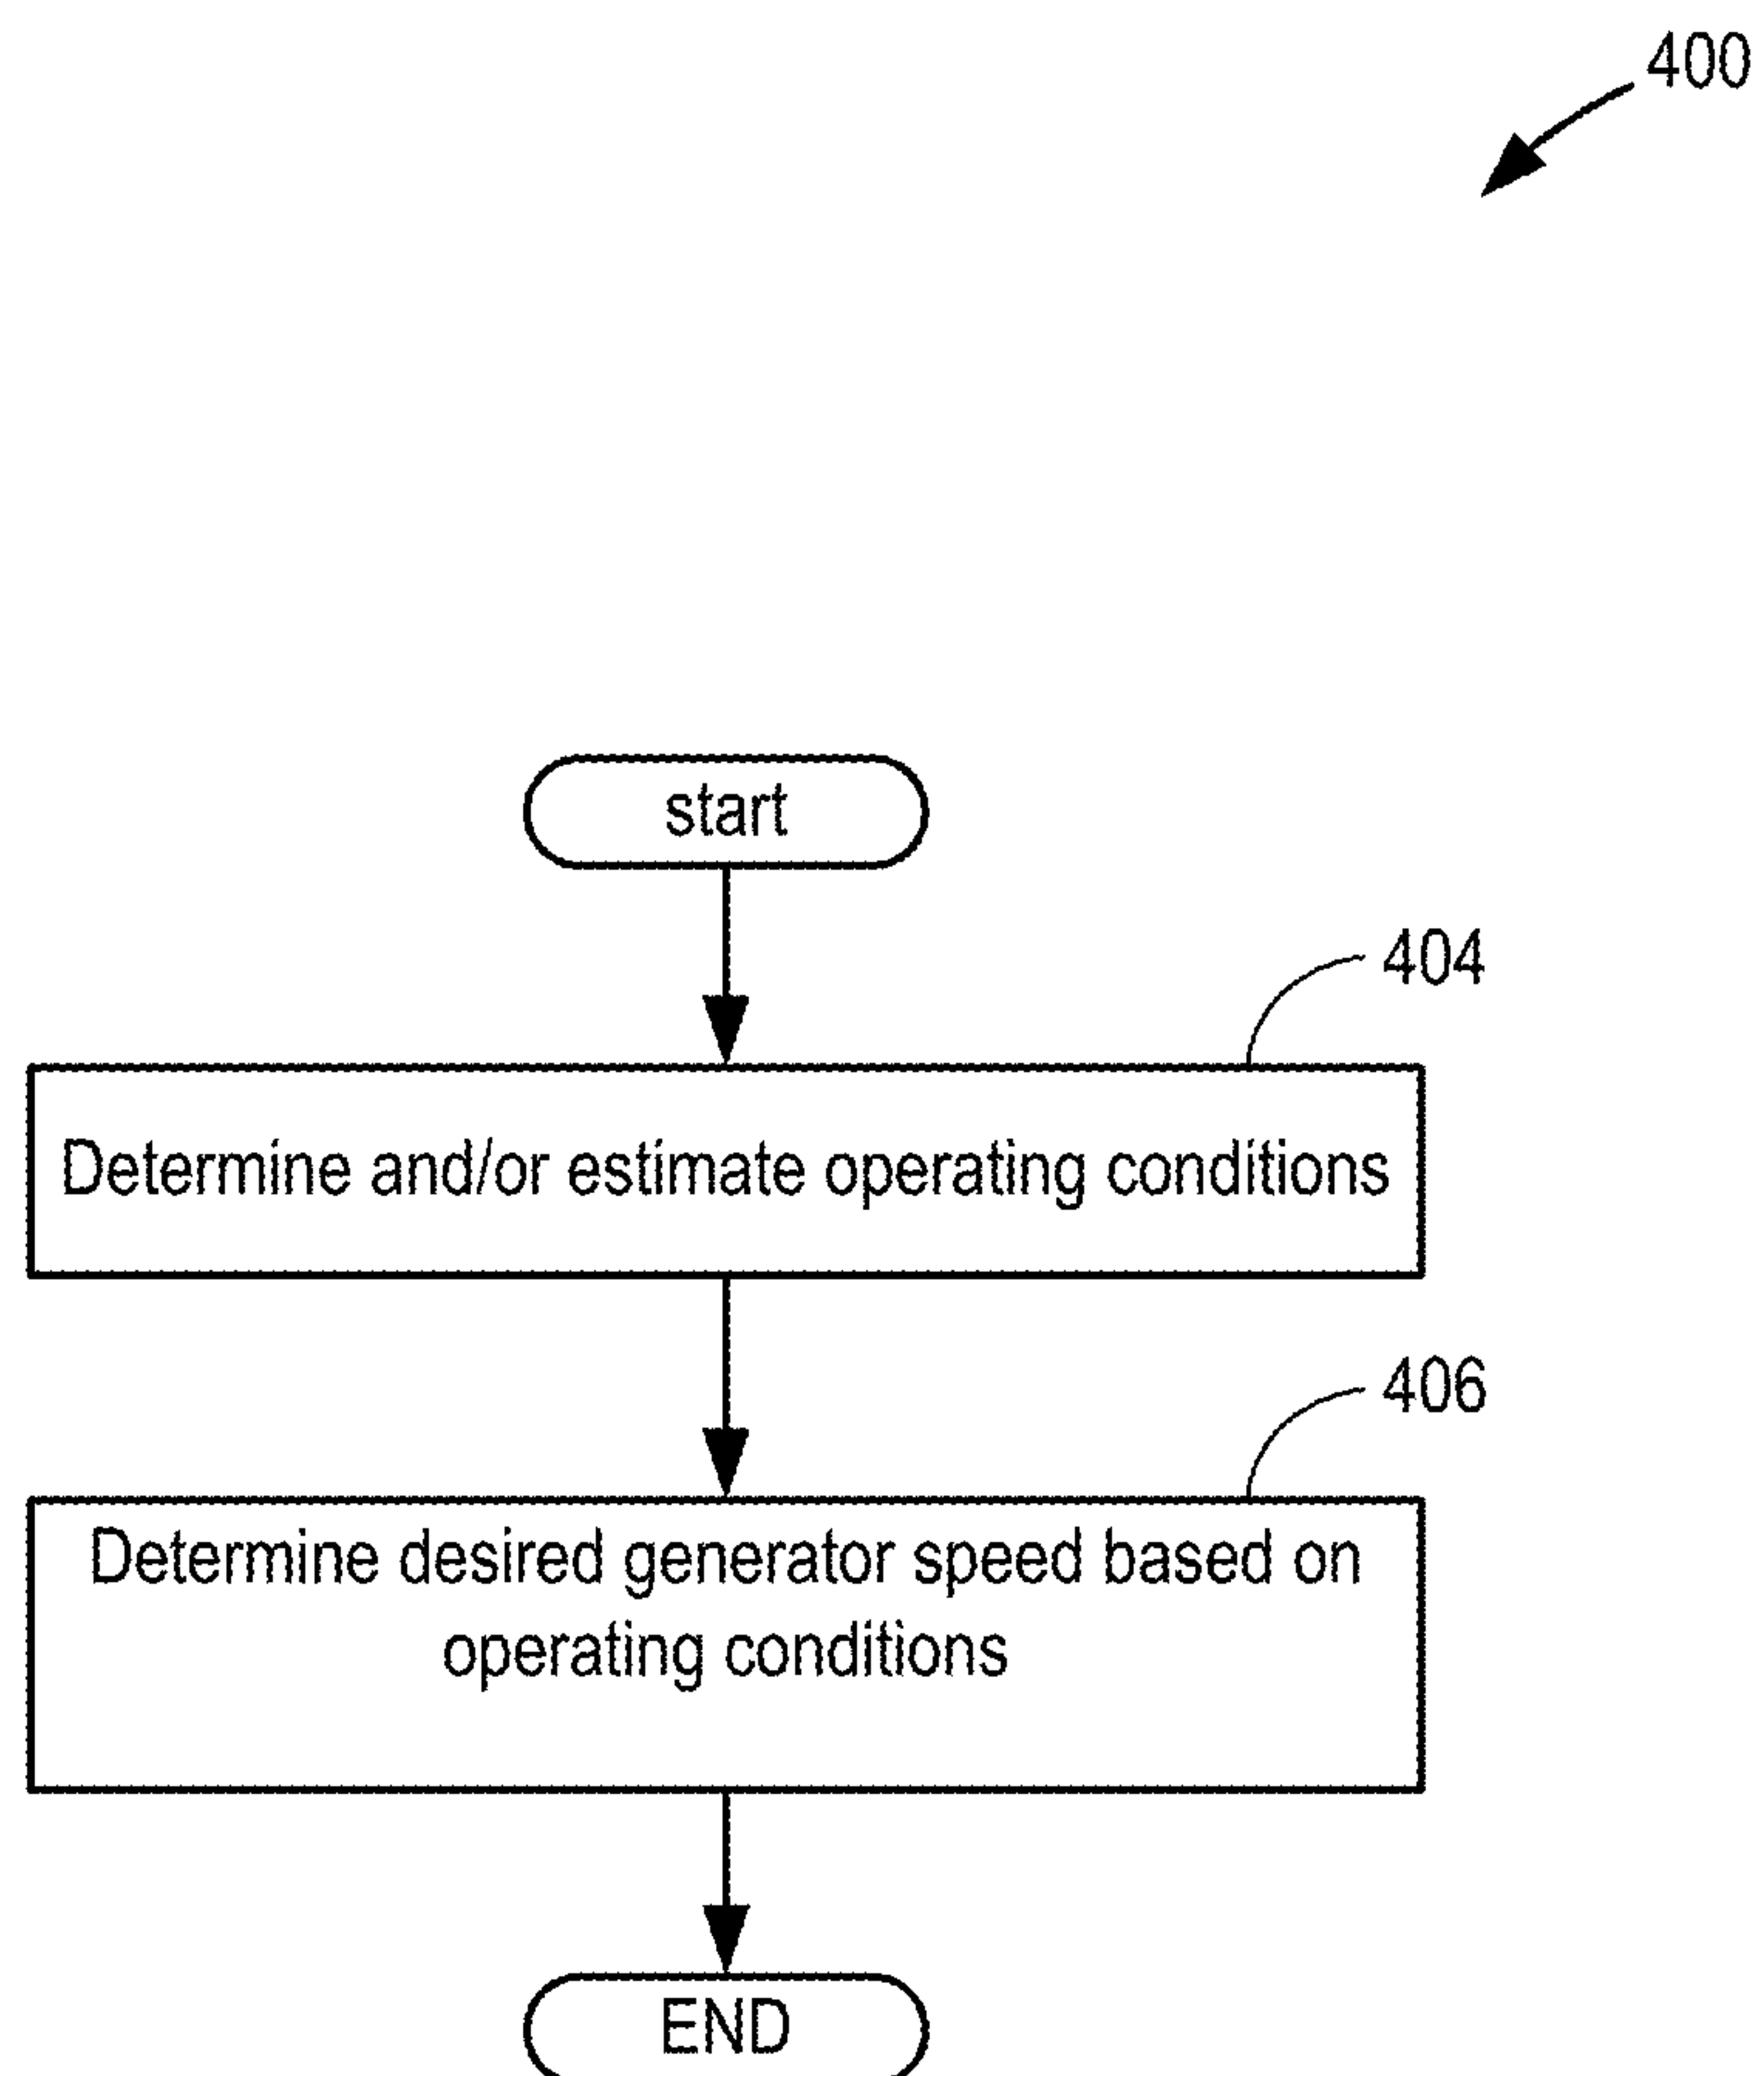 400
start
404
Determine and/or estimate operating conditions
406
Determine desired generator speed based on
operating conditions
END